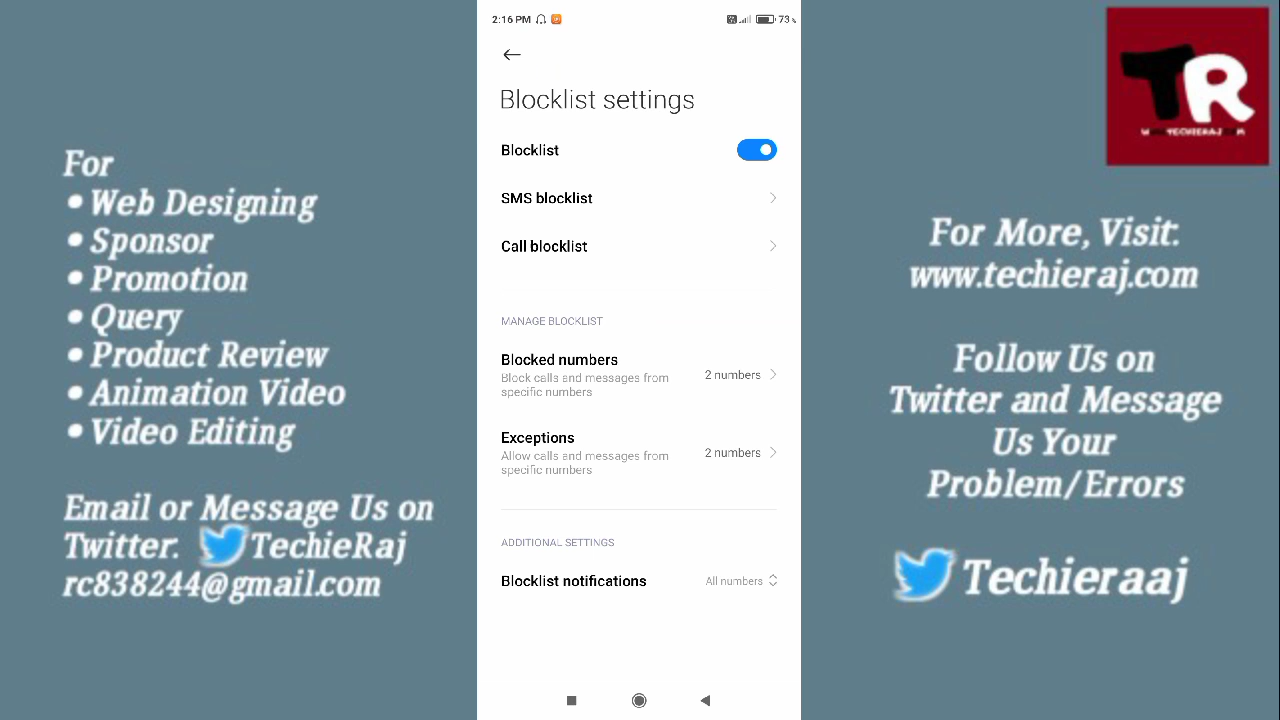 For
• Web Designing
• Sponsor
• Promotion
• Query
• Product Review
• Animation Video
• Video Editing
Email or Message Us on
Twitter. TechieRaj
rc838244@gmail.com
2:16 PM
73
Blocklist settings
Blocklist
SMS blocklist
Call blocklist
MANAGE BLOCKLIST
Blocked numbers
Block calls and messages from
specific numbers
2 numbers
Exceptions
Allow calls and messages from
specific numbers
2 numbers
ADDITIONAL SETTINGS
Blocklist notifications
All numbers
TR
For More, Visit:
www.techieraj.com
Follow Us on
Twitter and Message
Us Your
Problem/Errors
Techieraaj